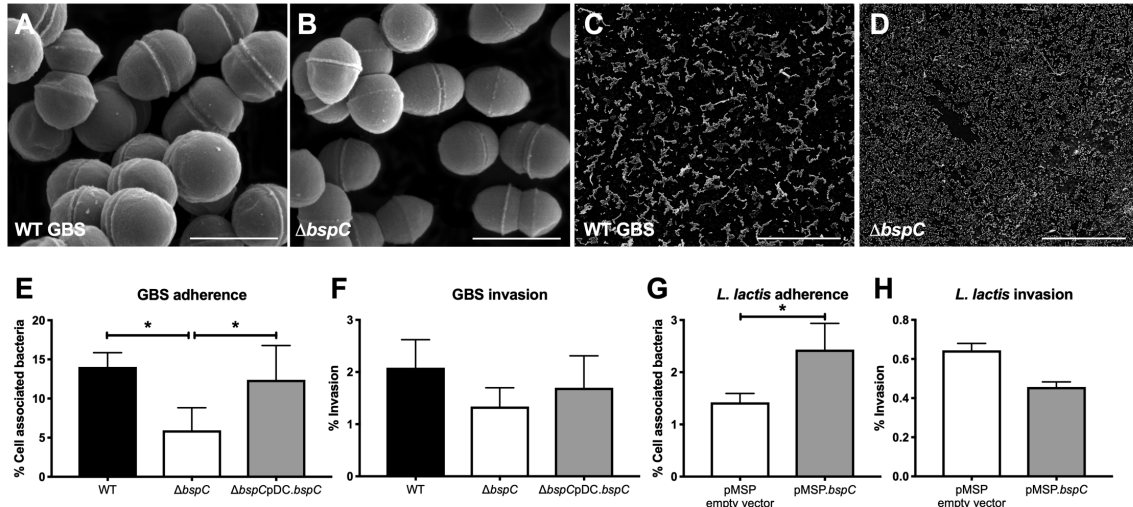 A
WT GBS
B
ΔbspC
C
WT GBS
D
ΔbspC
E
GBS adherence
% Cell associated bacteria
20
15
10
5
0
*
*
WT
ΔbspC
ΔbspCpDC.bspC
F
GBS invasion
% Invasion
3
2
1
0
WT
ΔbspC
ΔbspCpDC.bspC
G
L. lactis adherence
% Cell associated bacteria
3
2
1
0
*
pMSP
empty vector
pMSP.bspC
H
L. lactis invasion
% Invasion
0.8
0.6
0.4
0.2
0.0
pMSP
empty vector
pMSP.bspC